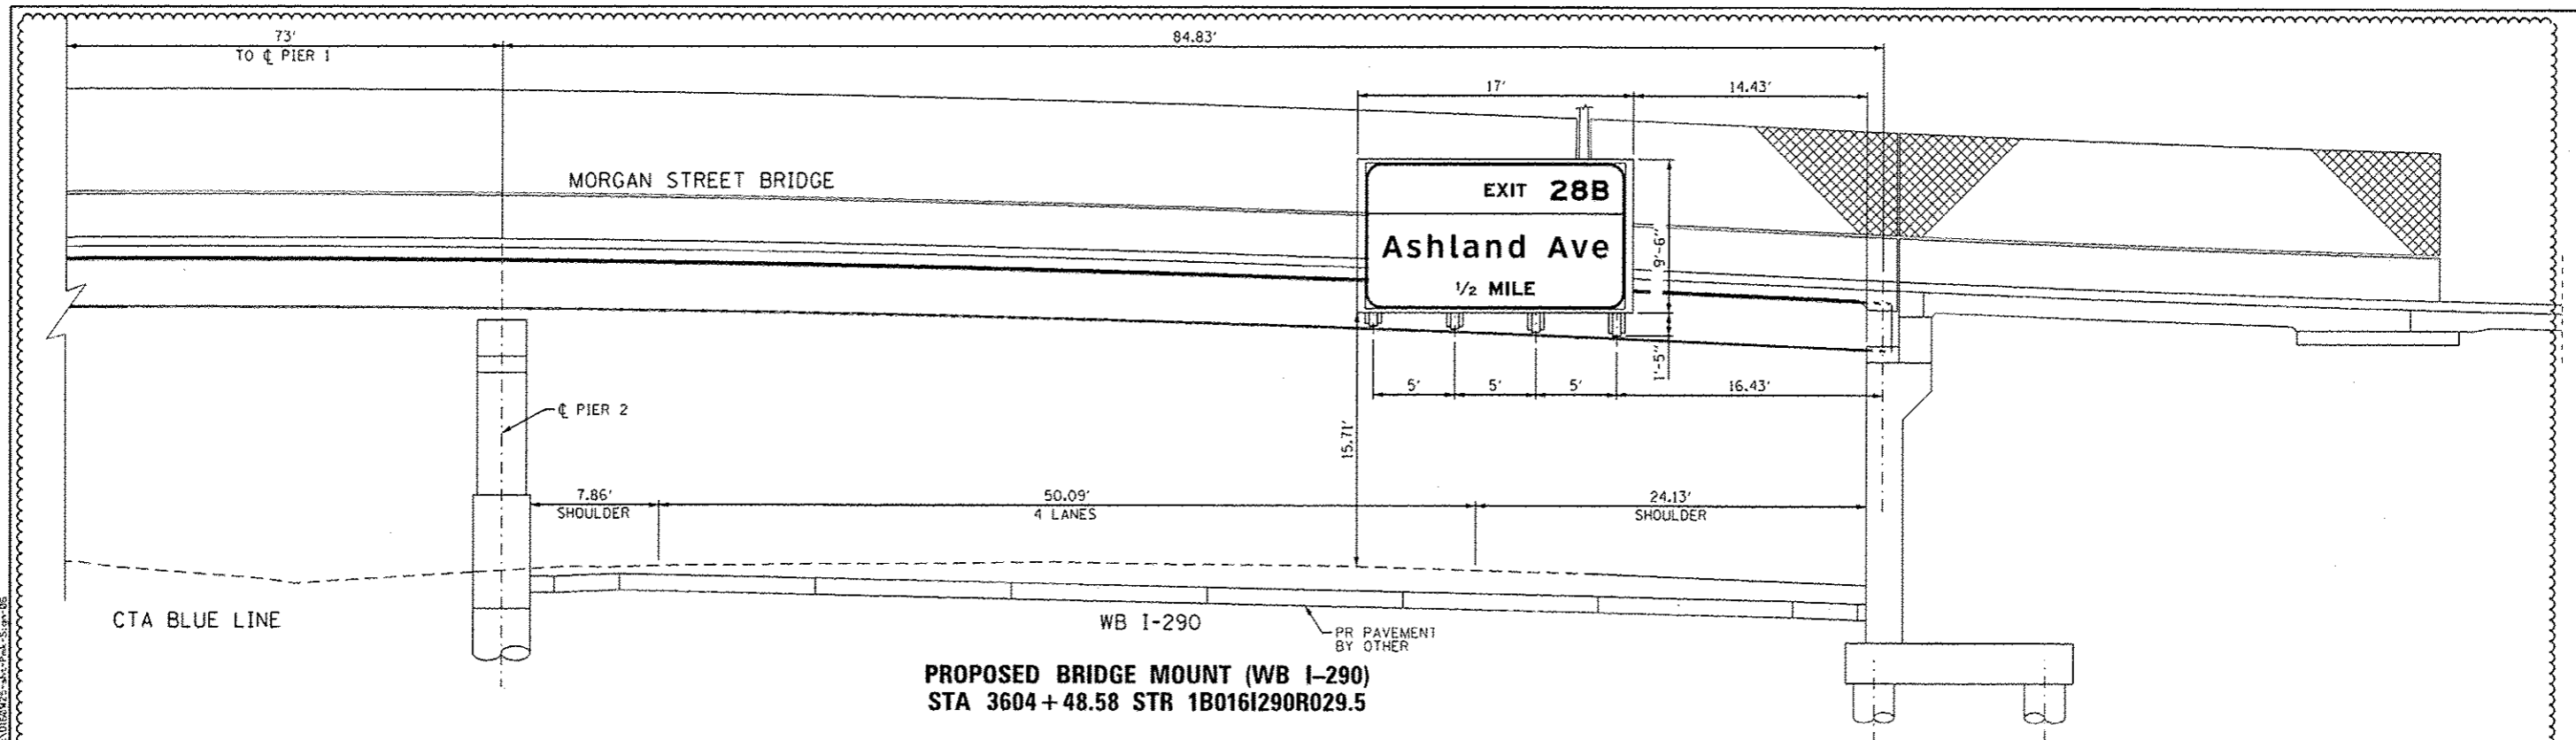 73'
TO ℄ PIER 1
84.83'
17'
14.43'
MORGAN STREET BRIDGE
EXIT 28B
Ashland Ave
1/2 MILE
9'-6"
1'-5"
5'
5'
5'
16.43'
℄ PIER 2
15.71'
7.86'
SHOULDER
50.09'
4 LANES
24.13'
SHOULDER
CTA BLUE LINE
WB I-290
PR PAVEMENT
BY OTHER
PROPOSED BRIDGE MOUNT (WB I-290)
STA 3604+48.58 STR 1B016I290R029.5